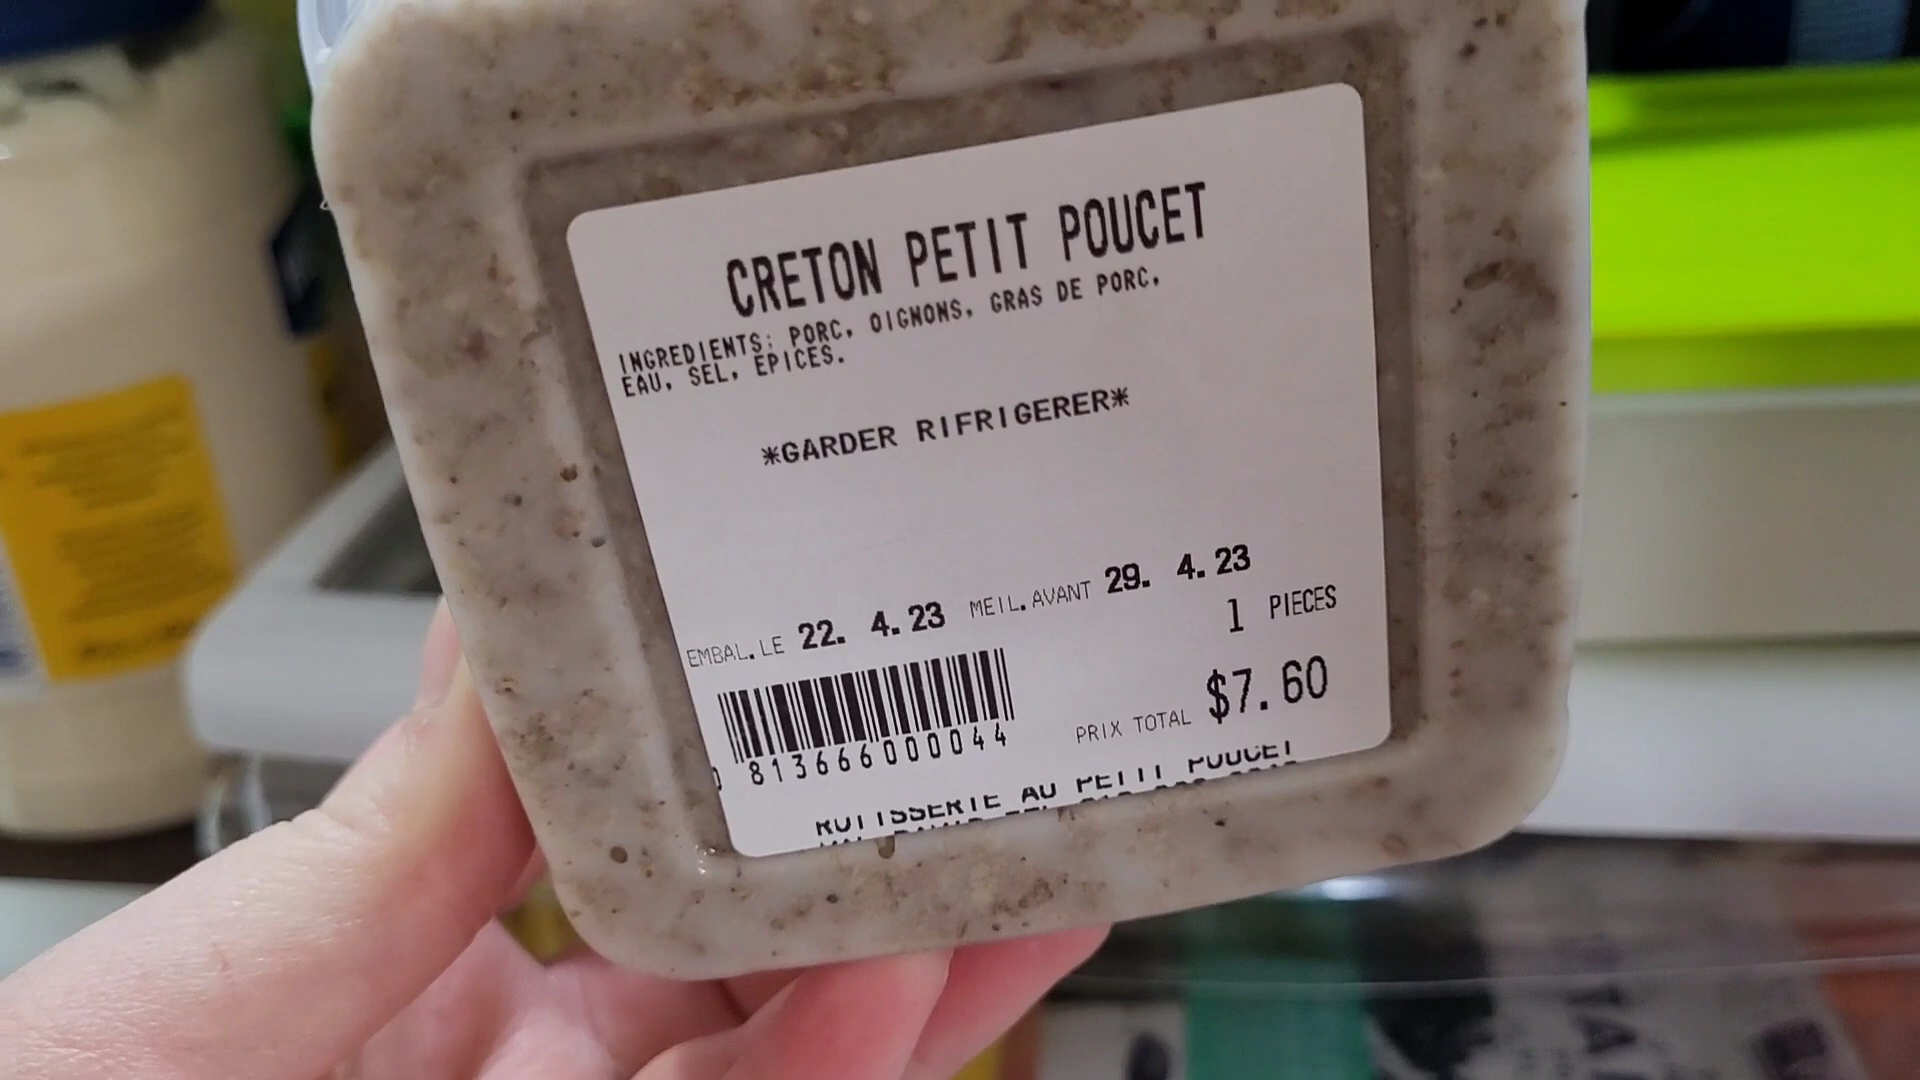 CRETON PETIT POUCET
INGREDIENTS: PORC, OIGNONS, GRAS DE PORC,
EAU, SEL, EPICES.
*GARDER RIFRIGERER*
EMBAL.LE 22. 4.23 MEIL.AVANT 29. 4.23
1 PIECES
PRIX TOTAL $7.60
0 813666000044
ROTISSERIE AU PETIT POUCET